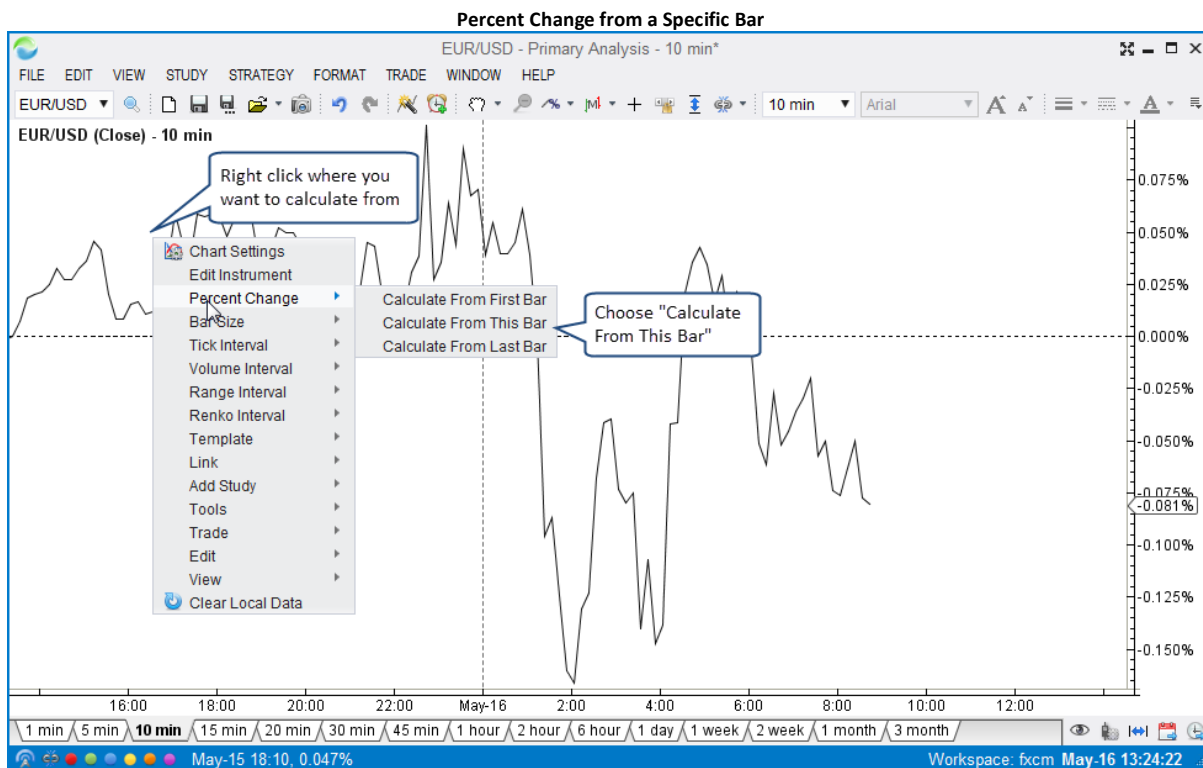 Percent Change from a Specific Bar
EUR/USD - Primary Analysis - 10 min*
FILE EDIT VIEW STUDY STRATEGY FORMAT TRADE WINDOW HELP
EUR/USD 10 min Arial
EUR/USD (Close) - 10 min
Right click where you
want to calculate from
Chart Settings
Edit Instrument
Percent Change
Bar Size
Tick Interval
Volume Interval
Range Interval
Renko Interval
Template
Link
Add Study
Tools
Trade
Edit
View
Clear Local Data
Calculate From First Bar
Calculate From This Bar
Calculate From Last Bar
Choose "Calculate
From This Bar"
0.075%
0.050%
0.025%
0.000%
-0.025%
-0.050%
-0.075%
-0.081%
-0.100%
-0.125%
-0.150%
16:00 18:00 20:00 22:00 May-16 2:00 4:00 6:00 8:00 10:00 12:00
1 min 5 min 10 min 15 min 20 min 30 min 45 min 1 hour 2 hour 6 hour 1 day 1 week 2 week 1 month 3 month
May-15 18:10, 0.047% Workspace: fxcm May-16 13:24:22